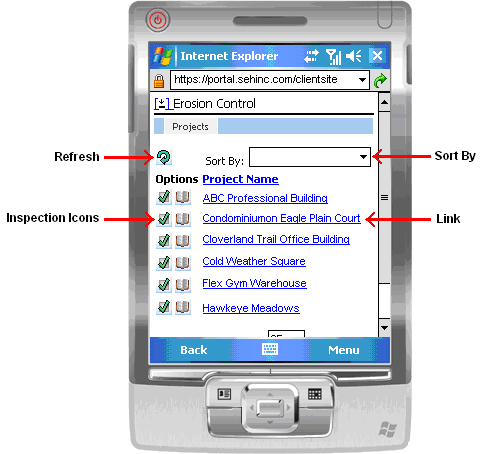 Internet Explorer
https://portal.sehinc.com/clientsite
[±] Erosion Control
Projects
Refresh
Sort By:
Sort By
Options Project Name
ABC Professional Building
Inspection Icons
Condominiumon Eagle Plain Court
Link
Cloverland Trail Office Building
Cold Weather Square
Flex Gym Warehouse
Hawkeye Meadows
Back
Menu